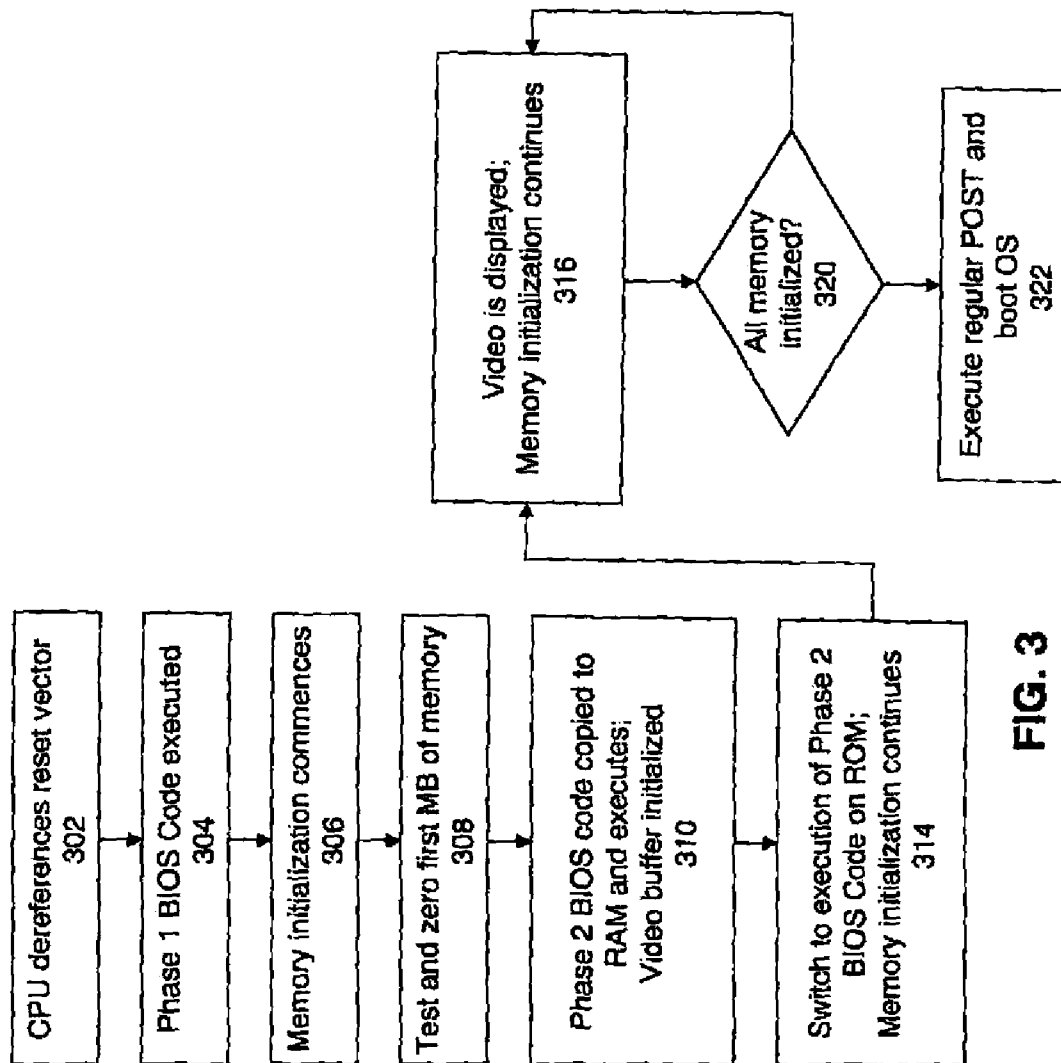 CPU dereferences reset vector
302
Phase 1 BIOS Code executed
304
Memory initialization commences
306
Test and zero first MB of memory
308
Phase 2 BIOS code copied to
RAM and executes;
Video buffer initialized
310
Switch to execution of Phase 2
BIOS Code on ROM;
Memory initialization continues
314
Video is displayed;
Memory initialization continues
316
All memory
initialized?
320
Execute regular POST and
boot OS
322
FIG. 3